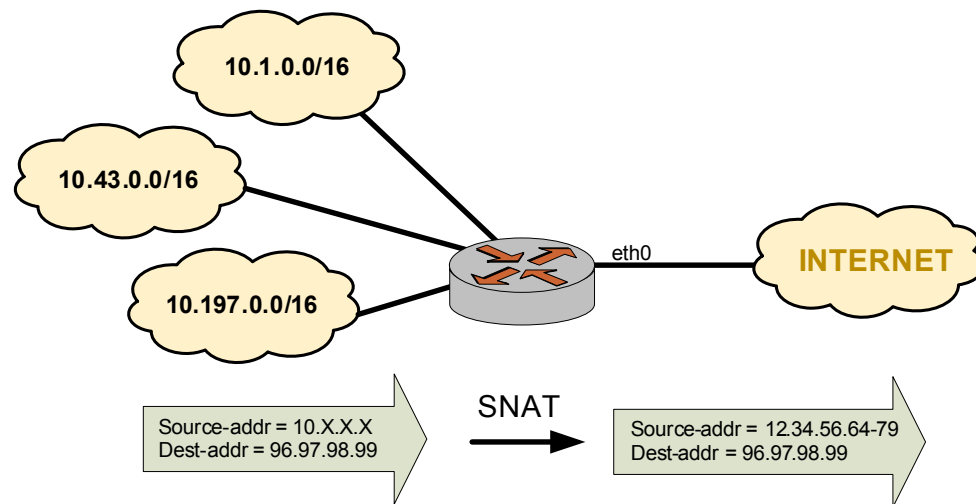 10.1.0.0/16
10.43.0.0/16
10.197.0.0/16
eth0
INTERNET
Source-addr = 10.X.X.X
Dest-addr = 96.97.98.99
SNAT
Source-addr = 12.34.56.64-79
Dest-addr = 96.97.98.99